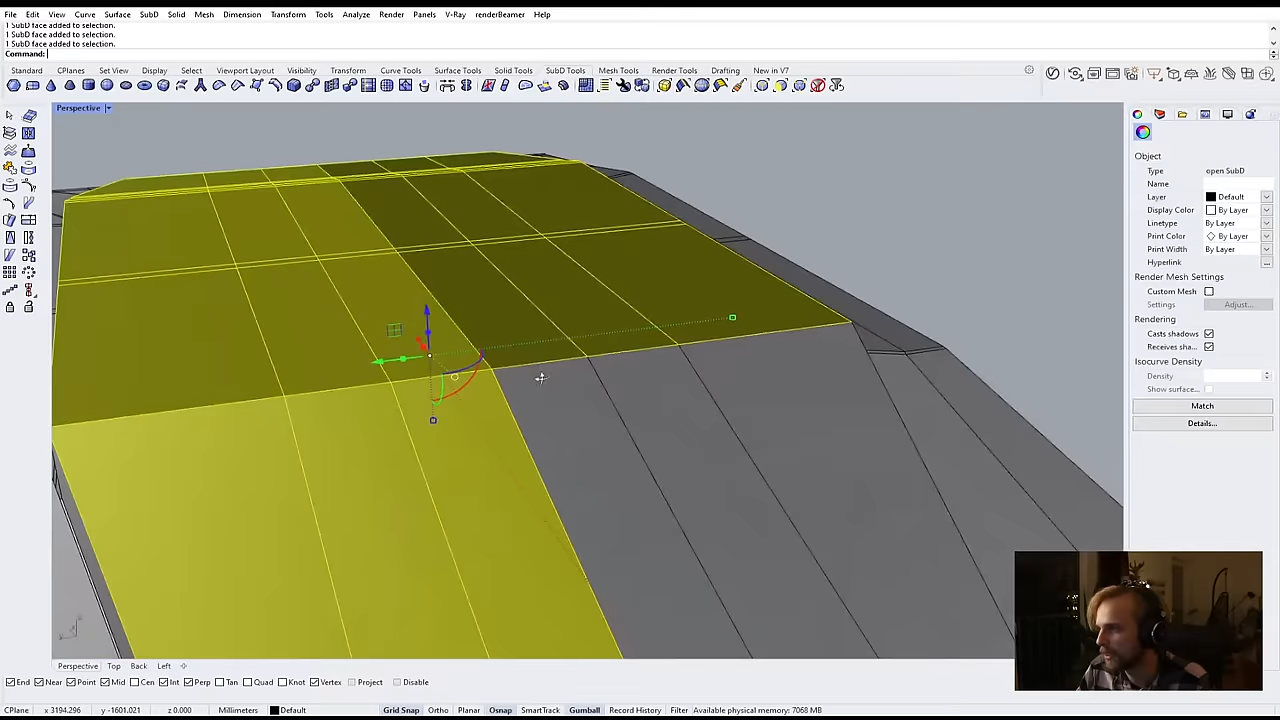 File Edit View Curve Surface SubD Solid Mesh Dimension Transform Tools Analyze Render Panels V-Ray renderBeamer Help
1 SubD face added to selection.
1 SubD face added to selection.
1 SubD face added to selection.
Command:
Standard CPlanes Set View Display Select Viewport Layout Visibility Transform Curve Tools Surface Tools Solid Tools SubD Tools Mesh Tools Render Tools Drafting New in V7
Perspective
Object
Type open SubD
Name
Layer Default
Display Color By Layer
Linetype By Layer
Print Color By Layer
Print Width By Layer
Hyperlink ...
Render Mesh Settings
Custom Mesh
Settings Adjust...
Rendering
Casts shadows
Receives sha...
Isocurve Density
Density
Show surface...
Match
Details...
Perspective Top Back Left
End Near Point Mid Cen Int Perp Tan Quad Knot Vertex Project Disable
CPlane x 3194.296 y -1601.021 z 0.000 Millimeters Default Grid Snap Ortho Planar Osnap SmartTrack Gumball Record History Filter Available physical memory: 7068 MB